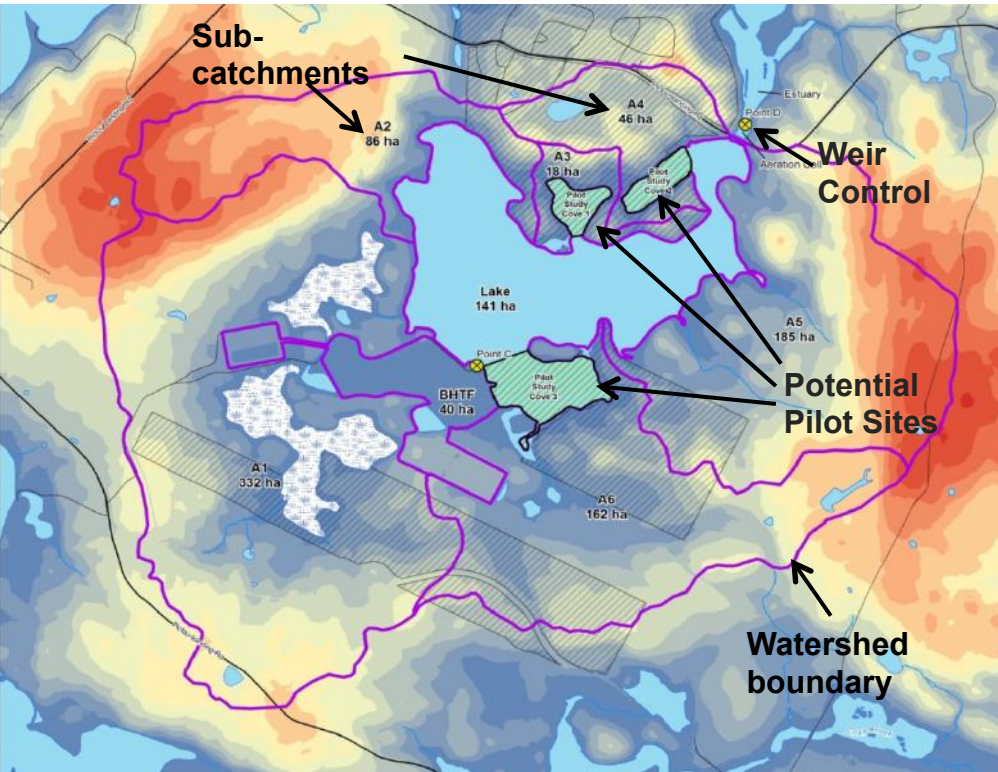 Sub-
catchments
A2
86 ha
A4
46 ha
Estuary
Point D
Aeration Cell
Weir
Control
A3
18 ha
Pilot
Study
Cove 1
Pilot
Study
Cove 2
Lake
141 ha
A5
185 ha
Point C
Pilot
Study
Cove 3
BHTF
40 ha
Potential
Pilot Sites
A1
332 ha
A6
162 ha
Watershed
boundary